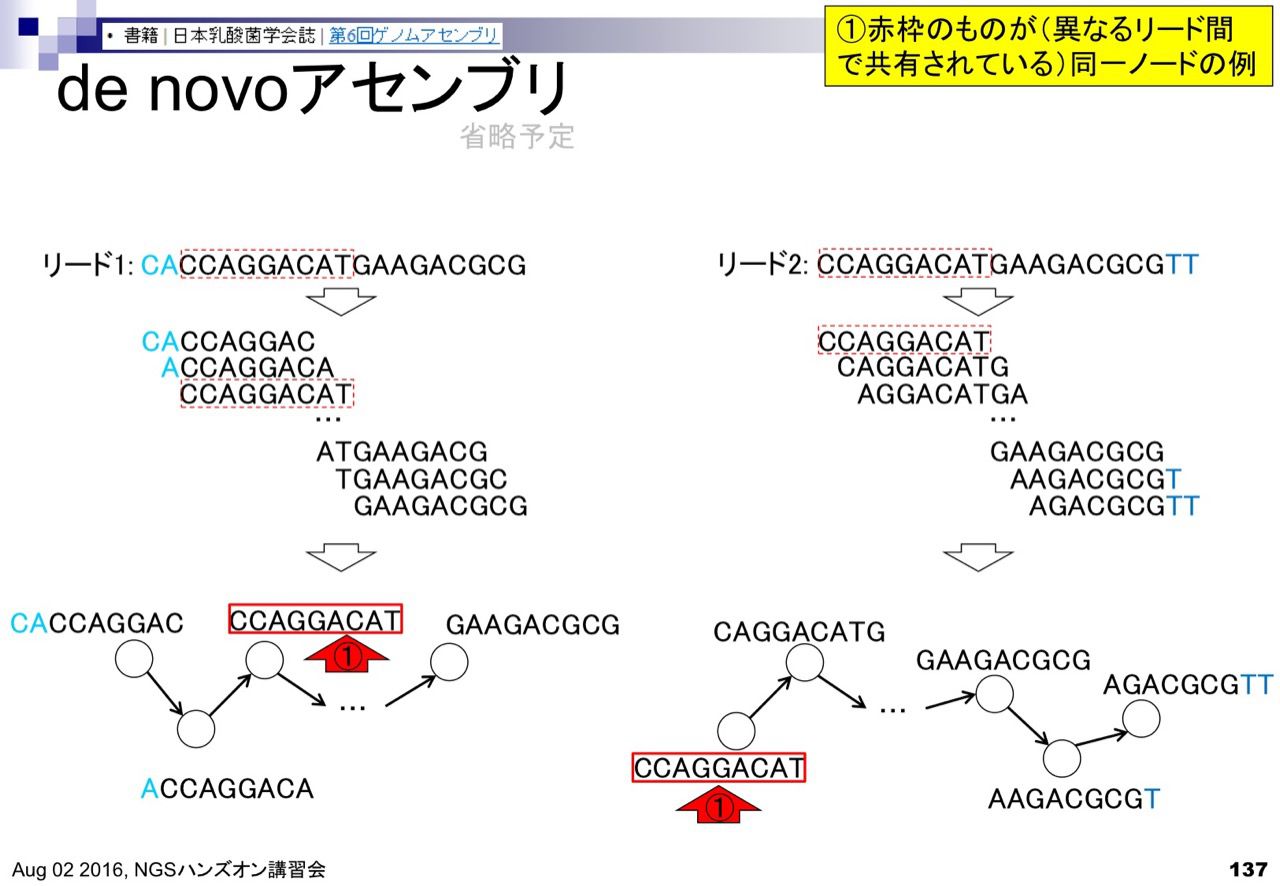 • 書籍 | 日本乳酸菌学会誌 | 第6回ゲノムアセンブリ
①赤枠のものが(異なるリード間
で共有されている)同一ノードの例
de novoアセンブリ
省略予定
リード1: CACCAGGACATGAAGACGCG
CACCAGGAC
ACCAGGACA
CCAGGACAT
…
ATGAAGACG
TGAAGACGC
GAAGACGCG
CACCAGGAC
CCAGGACAT
GAAGACGCG
①
…
ACCAGGACA
リード2: CCAGGACATGAAGACGCGTT
CCAGGACAT
CAGGACATG
AGGACATGA
…
GAAGACGCG
AAGACGCGT
AGACGCGTT
CAGGACATG
GAAGACGCG
AGACGCGTT
…
CCAGGACAT
①
AAGACGCGT
Aug 02 2016, NGSハンズオン講習会
137